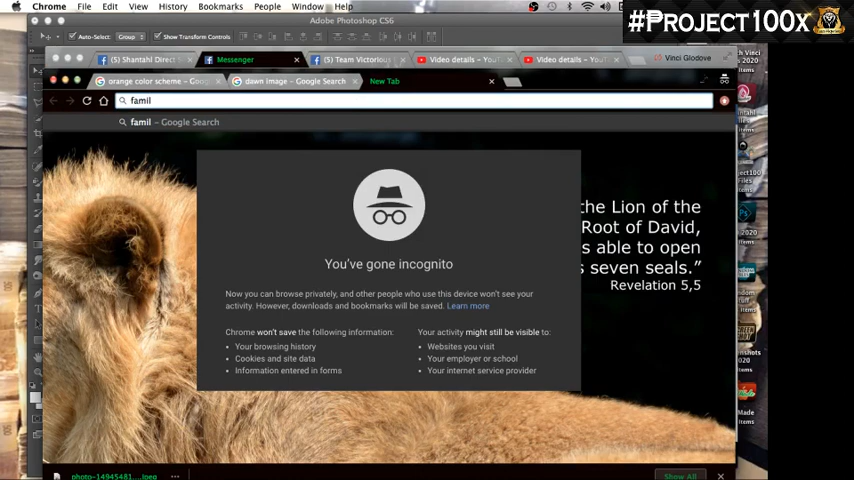 Chrome File Edit View History Bookmarks People Window Help
#Project100x
Adobe Photoshop CS6
Auto-Select: Group Show Transform Controls
(5) Shantahl Direct S
Messenger
(5) Team Victorious
Video details - YouT
Video details - YouT
Vinci Glodove
orange color scheme - Goog
dawn image - Google Search
New Tab
famil
famil - Google Search
You've gone incognito
Now you can browse privately, and other people who use this device won't see your
activity. However, downloads and bookmarks will be saved. Learn more
Chrome won't save the following information:
• Your browsing history
• Cookies and site data
• Information entered in forms
Your activity might still be visible to:
• Websites you visit
• Your employer or school
• Your internet service provider
the Lion of the
Root of David,
s able to open
s seven seals.”
Revelation 5,5
photo-14945481....jpeg
Show All